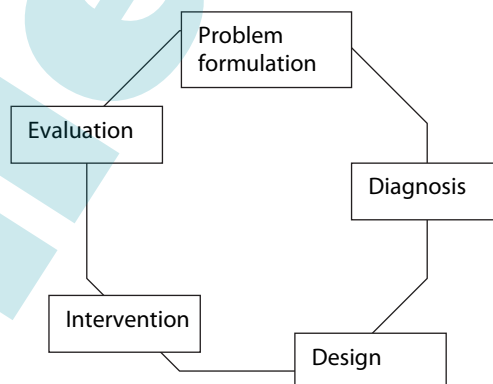 Problem
formulation
Diagnosis
Design
Intervention
Evaluation